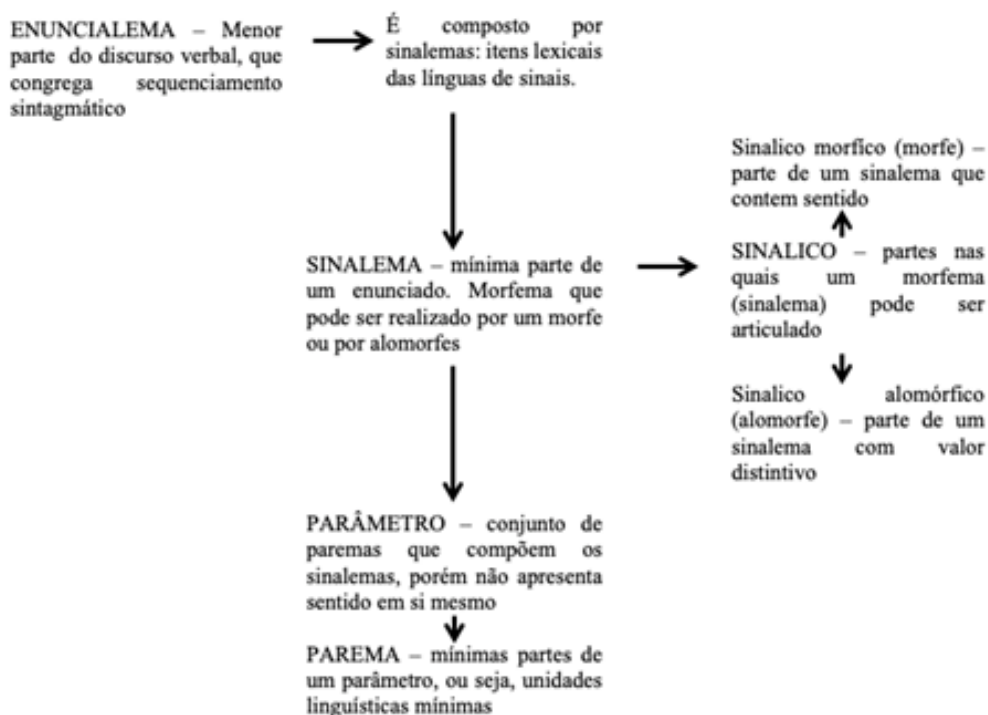 ENUNCIALEMA – Menor
parte do discurso verbal, que
congrega sequenciamento
sintagmático
É composto por
sinalemas: itens lexicais
das línguas de sinais.
Sinalico morfico (morfe) –
parte de um sinalema que
contem sentido
SINALEMA – mínima parte de
um enunciado. Morfema que
pode ser realizado por um morfe
ou por alomorfes
SINALICO – partes nas
quais um morfema
(sinalema) pode ser
articulado
Sinalico alomórfico
(alomorfe) – parte de um
sinalema com valor
distintivo
PARÂMETRO – conjunto de
paremas que compõem os
sinalemas, porém não apresenta
sentido em si mesmo
PAREMA – mínimas partes de
um parâmetro, ou seja, unidades
linguísticas mínimas